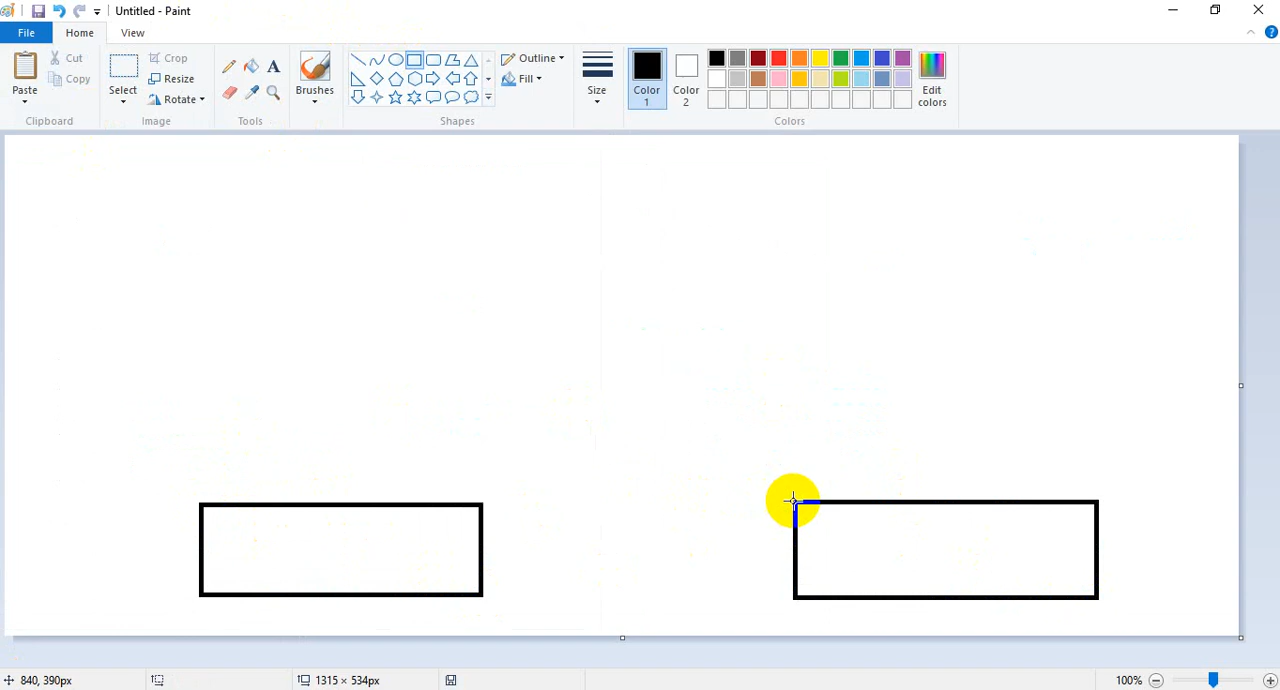 Untitled - Paint
File Home View
Paste
Cut
Copy
Clipboard
Select
Crop
Resize
Rotate
Image
Tools
Brushes
Outline
Fill
Shapes
Size
Color 1
Color 2
Edit colors
Colors
840, 390px
1315 × 534px
100%